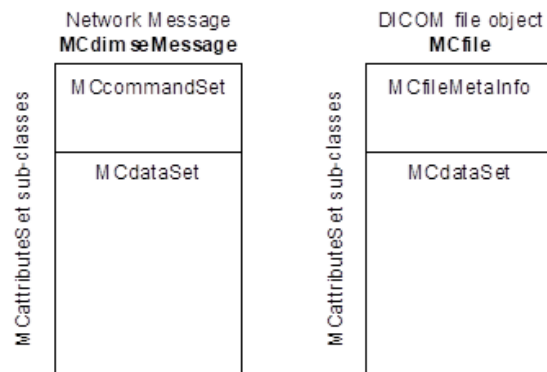 Network Message
MCdimseMessage
MCcommandSet
MCdataSet
MCattributeSet sub-classes
DICOM file object
MCfile
MCfileMetaInfo
MCdataSet
MCattributeSet sub-classes